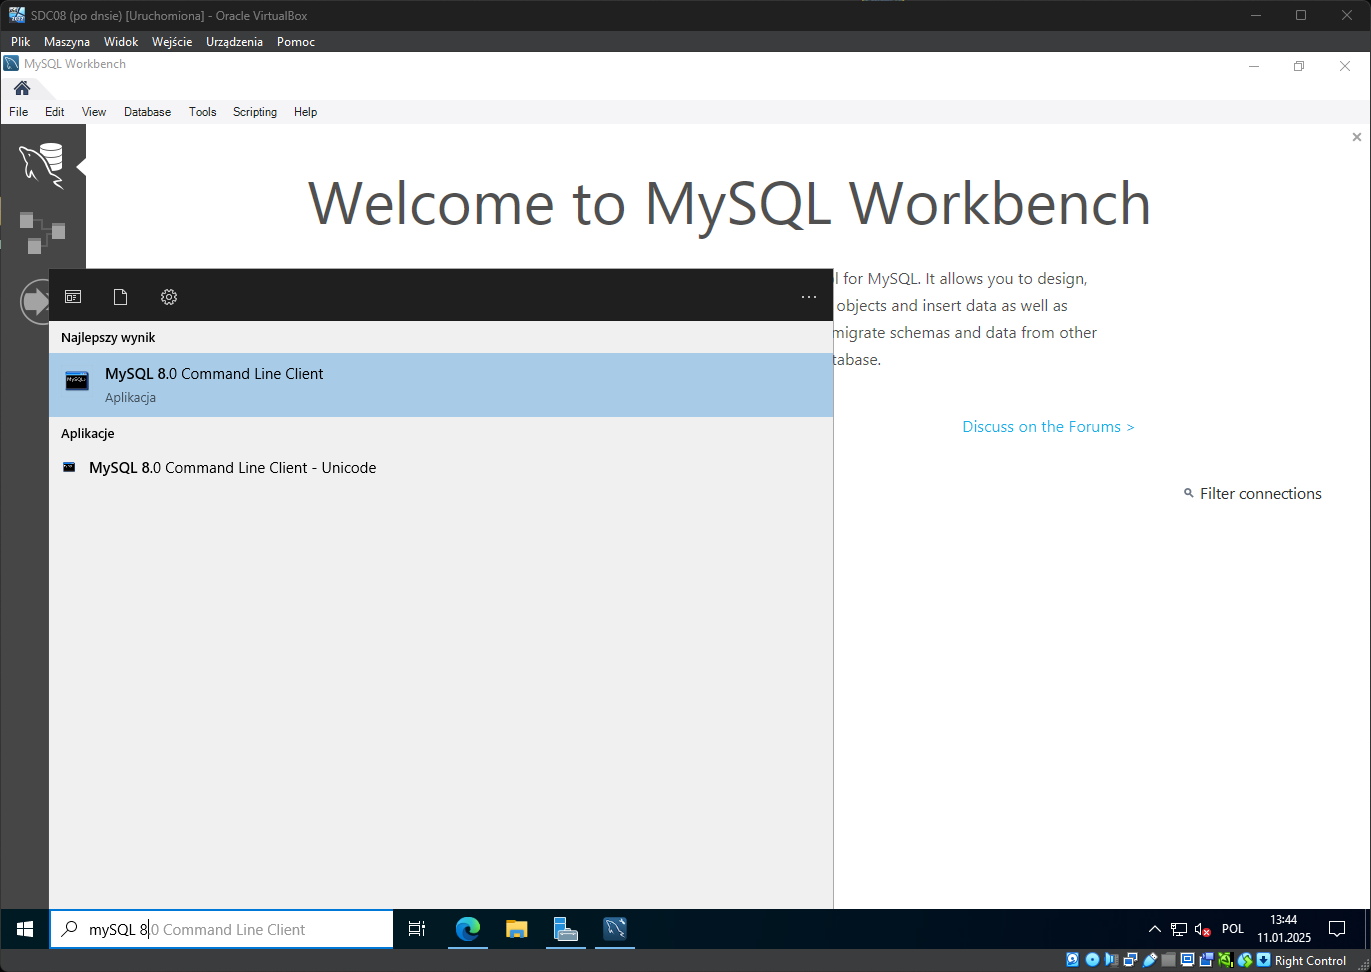 SDC08 (po dnsie) [Uruchomiona] - Oracle VirtualBox
Plik Maszyna Widok Wejście Urządzenia Pomoc
MySQL Workbench
File Edit View Database Tools Scripting Help
Welcome to MySQL Workbench
l for MySQL. It allows you to design,
objects and insert data as well as
migrate schemas and data from other
tabase.
Discuss on the Forums >
Filter connections
Najlepszy wynik
MySQL 8.0 Command Line Client
Aplikacja
Aplikacje
MySQL 8.0 Command Line Client - Unicode
mySQL 8.0 Command Line Client
POL
13:44
11.01.2025
Right Control